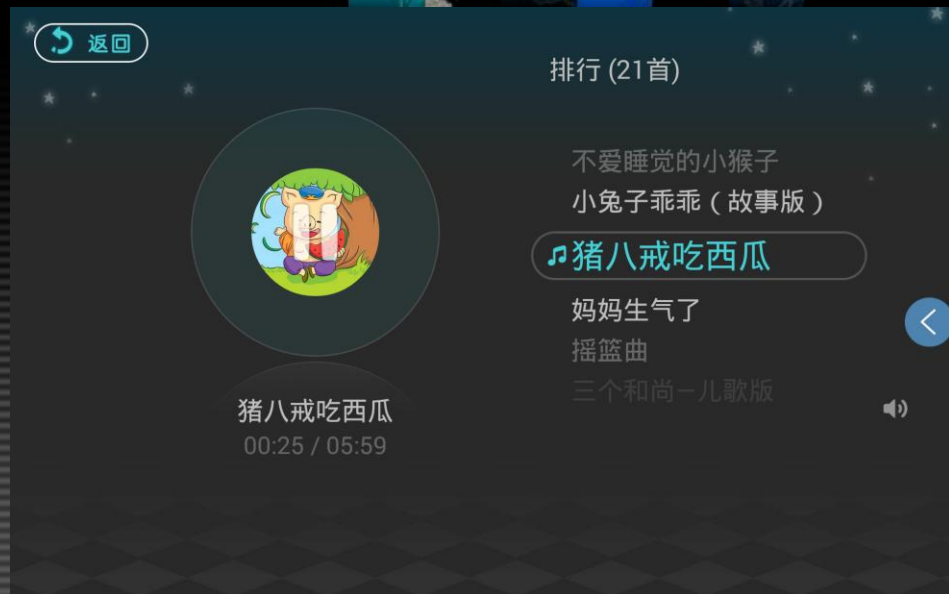 返回
排行 (21首)
不爱睡觉的小猴子
小兔子乖乖（故事版）
猪八戒吃西瓜
妈妈生气了
摇篮曲
三个和尚—儿歌版
猪八戒吃西瓜
00:25 / 05:59